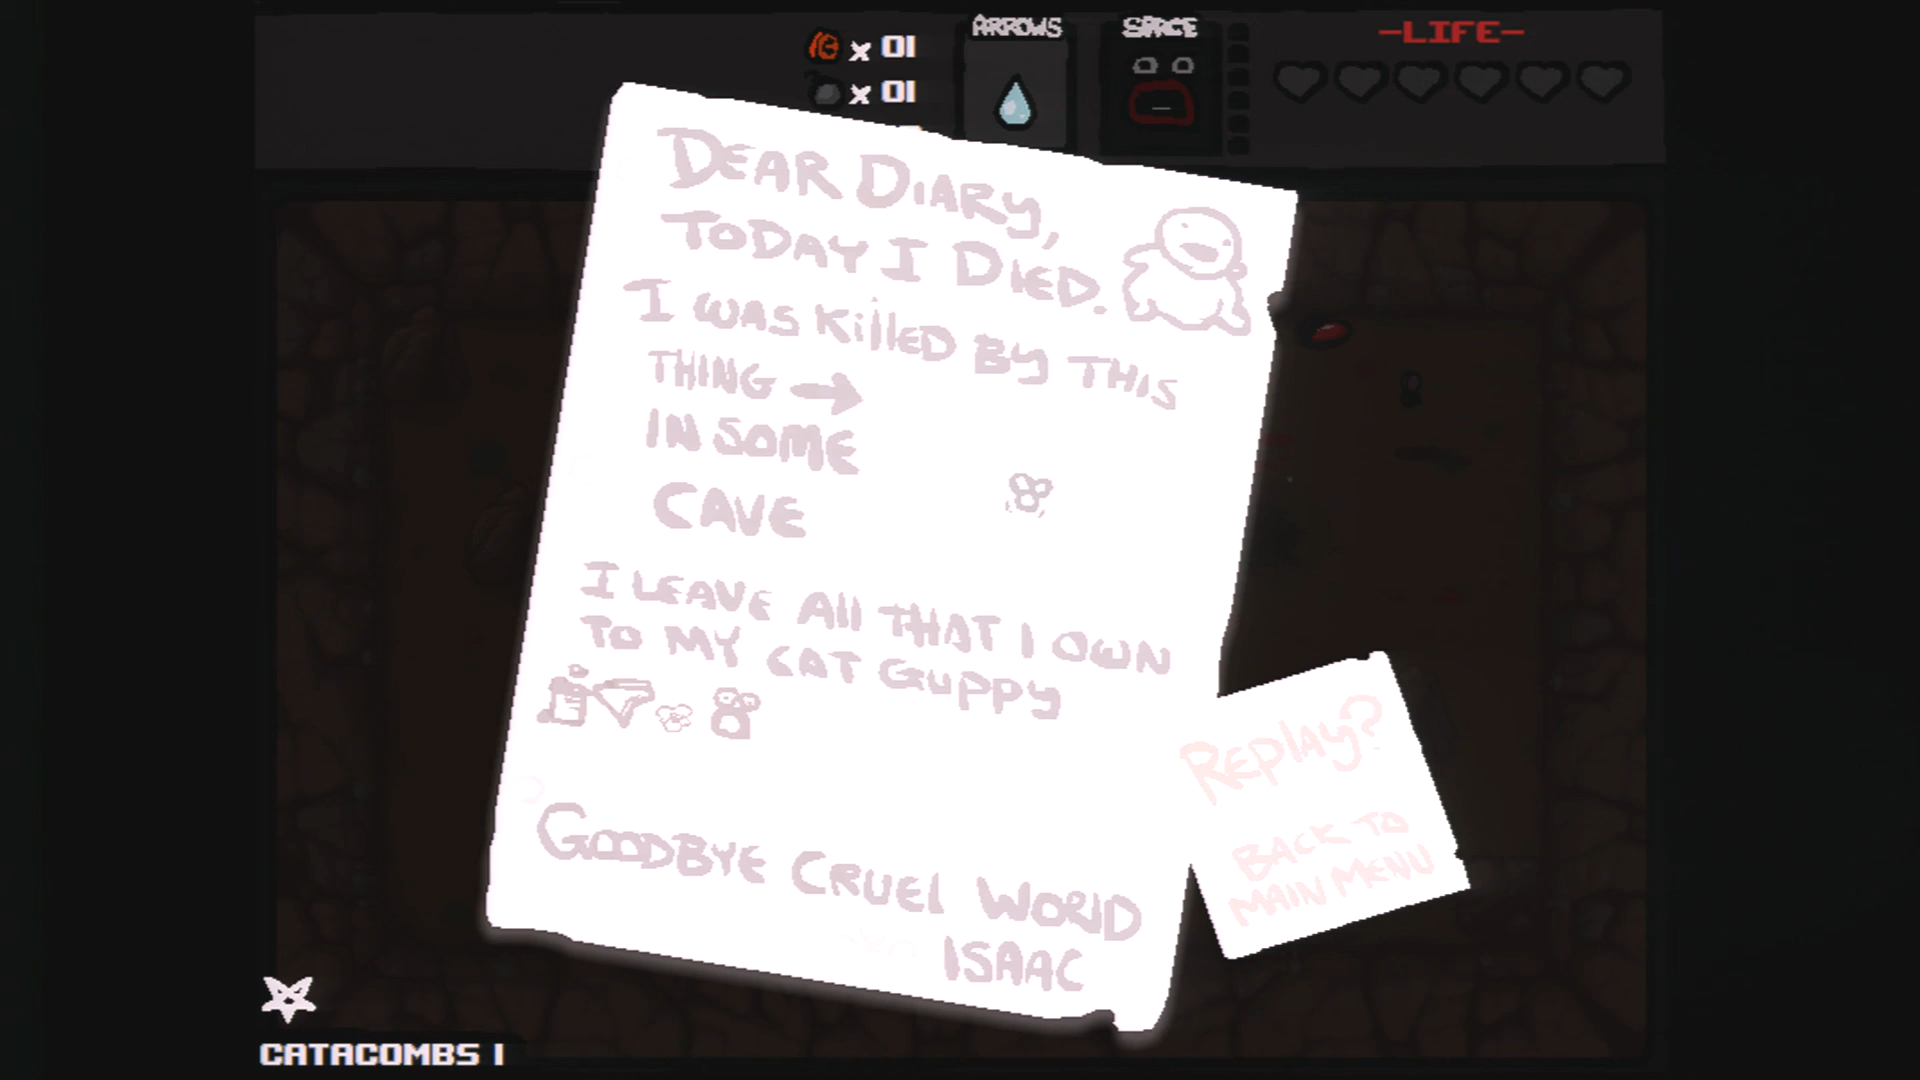 x 01
x 01
ARROWS
SPACE
–LIFE–
DEAR DIARY,
TODAY I DIED.
I WAS KillED BY THIS
THING →
IN SOME
CAVE
I LEAVE All THAT I OWN
TO MY CAT GUPPY
GOODBYE CRUEL WORLD
ISAAC
REPLAY?
BACK TO
MAIN MENU
CATACOMBS I